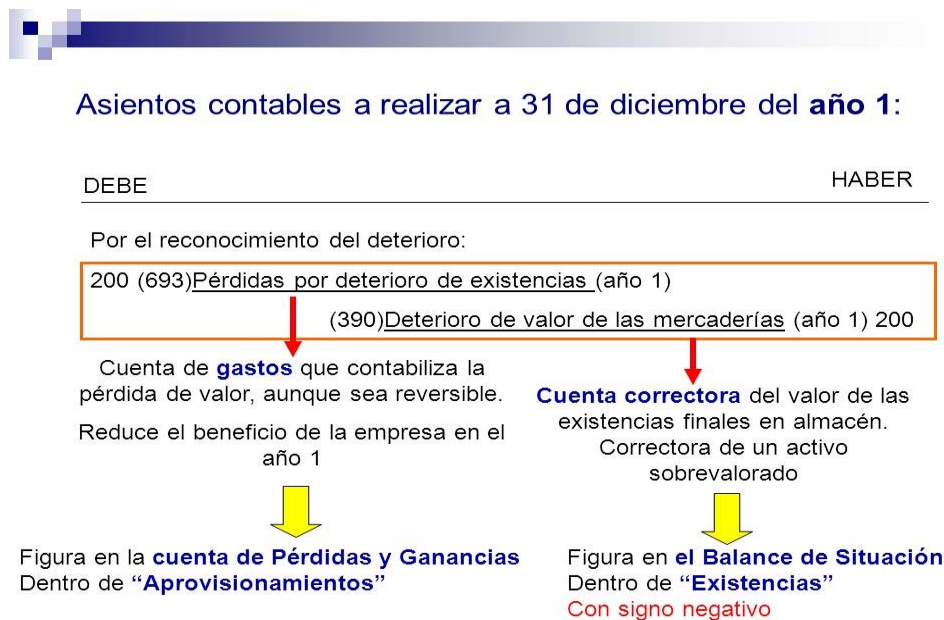 Asientos contables a realizar a 31 de diciembre del año 1:
DEBE
HABER
Por el reconocimiento del deterioro:
200 (693)Pérdidas por deterioro de existencias (año 1)
(390)Deterioro de valor de las mercaderías (año 1) 200
Cuenta de gastos que contabiliza la
pérdida de valor, aunque sea reversible.
Reduce el beneficio de la empresa en el
año 1
Cuenta correctora del valor de las
existencias finales en almacén.
Correctora de un activo
sobrevalorado
Figura en la cuenta de Pérdidas y Ganancias
Dentro de “Aprovisionamientos”
Figura en el Balance de Situación
Dentro de “Existencias”
Con signo negativo